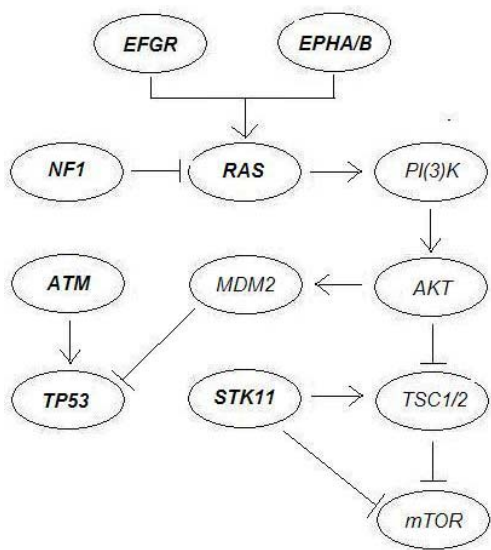 EFGR
EPHA/B
NF1
RAS
PI(3)K
ATM
MDM2
AKT
TP53
STK11
TSC1/2
mTOR